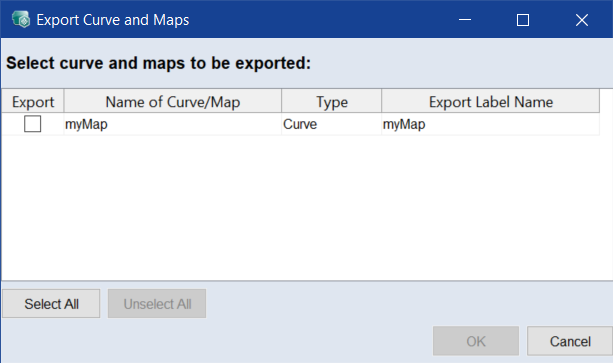 Export Curve and Maps
Select curve and maps to be exported:
Export Name of Curve/Map Type Export Label Name
myMap Curve myMap
Select All Unselect All
OK Cancel